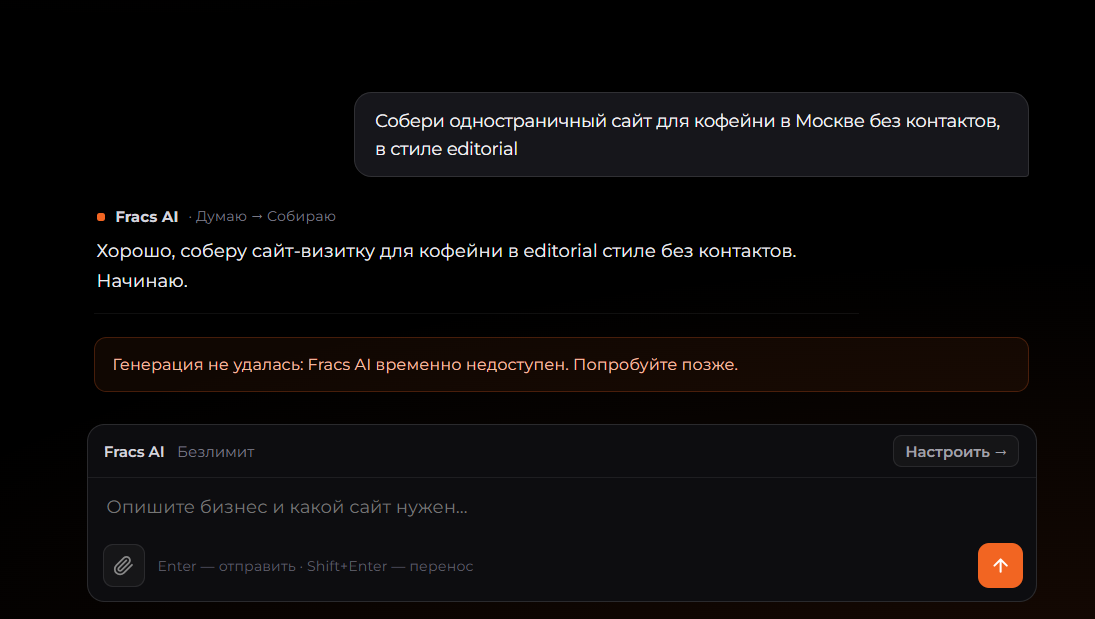 Собери одностраничный сайт для кофейни в Москве без контактов,
в стиле editorial
Fracs AI · Думаю → Собираю
Хорошо, соберу сайт-визитку для кофейни в editorial стиле без контактов.
Начинаю.
Генерация не удалась: Fracs AI временно недоступен. Попробуйте позже.
Fracs AI Безлимит
Настроить →
Опишите бизнес и какой сайт нужен...
Enter — отправить · Shift+Enter — перенос